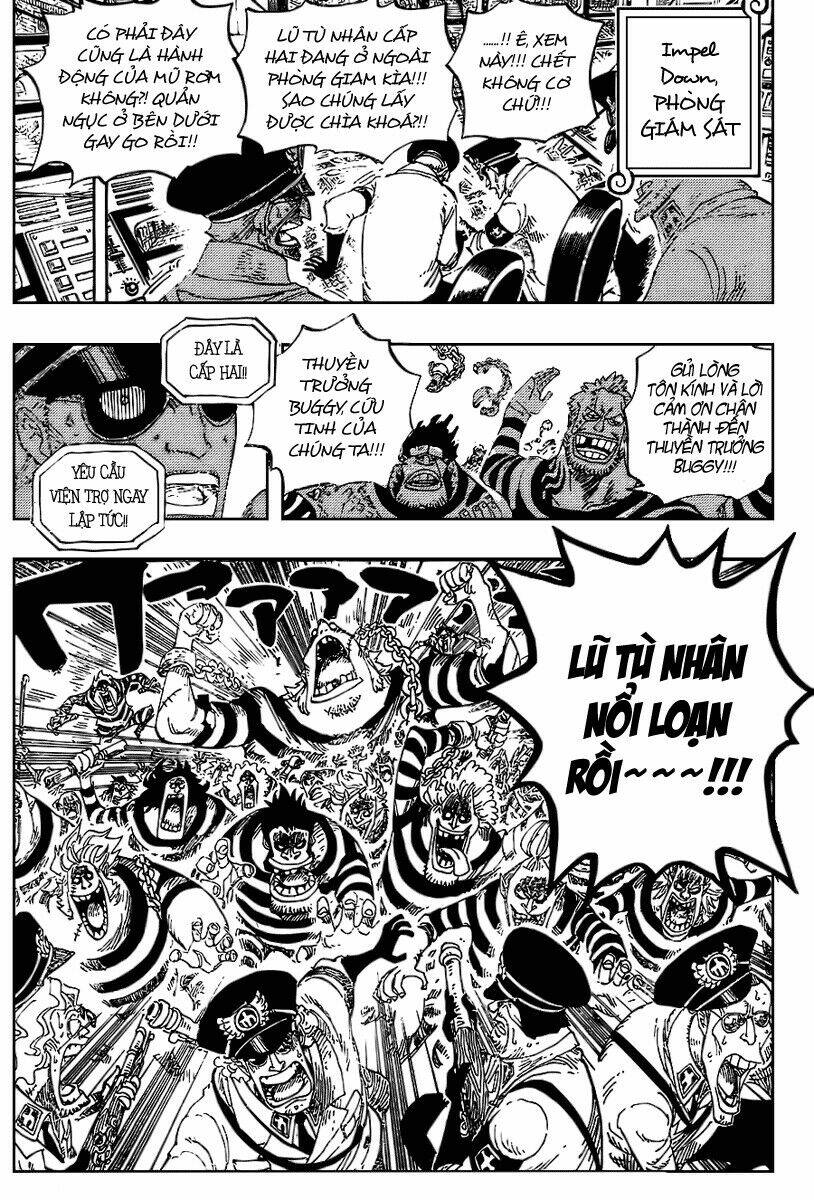 Impel
Down,
PHÒNG
GIÁM SÁT
......!! Ê, XEM
NÀY!!! CHẾT
KHÔNG CƠ
CHỨ!!!
LŨ TÙ NHÂN CẤP
HAI ĐANG Ở NGOÀI
PHÒNG GIAM KÌA!!!
SAO CHÚNG LẤY
ĐƯỢC CHÌA KHOÁ?!!
CÓ PHẢI ĐÂY
CŨNG LÀ HÀNH
ĐỘNG CỦA MŨ RƠM
KHÔNG?! QUẢN
NGỤC Ở BÊN DƯỚI
GAY GO RỒI!!
GỬI LÒNG
TÔN KÍNH VÀ LỜI
CẢM ƠN CHÂN
THÀNH ĐẾN
THUYỀN TRƯỞNG
BUGGY!!!
THUYỀN
TRƯỞNG
BUGGY, CỨU
TINH CỦA
CHÚNG TA!!!
ĐÂY LÀ
CẤP HAI!!
YÊU CẦU
VIỆN TRỢ NGAY
LẬP TỨC!!
LŨ TÙ NHÂN
NỔI LOẠN
RỒI~~~!!!
ドドドド